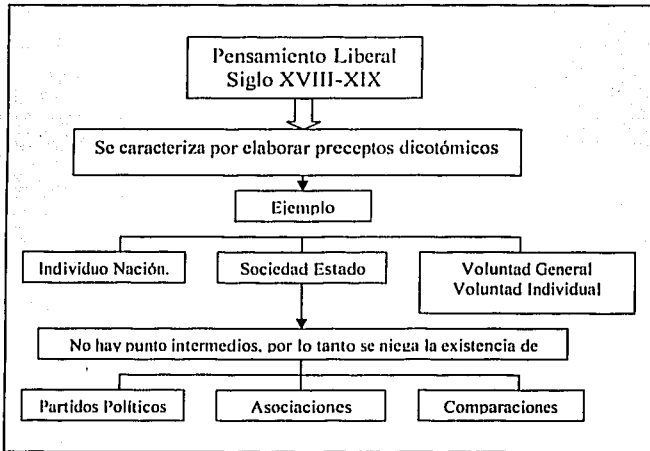 Pensamiento Liberal
Siglo XVIII-XIX
Se caracteriza por elaborar preceptos dicotómicos
Ejemplo
Individuo Nación.
Sociedad Estado
Voluntad General
Voluntad Individual
No hay punto intermedios, por lo tanto se niega la existencia de
Partidos Políticos
Asociaciones
Comparaciones